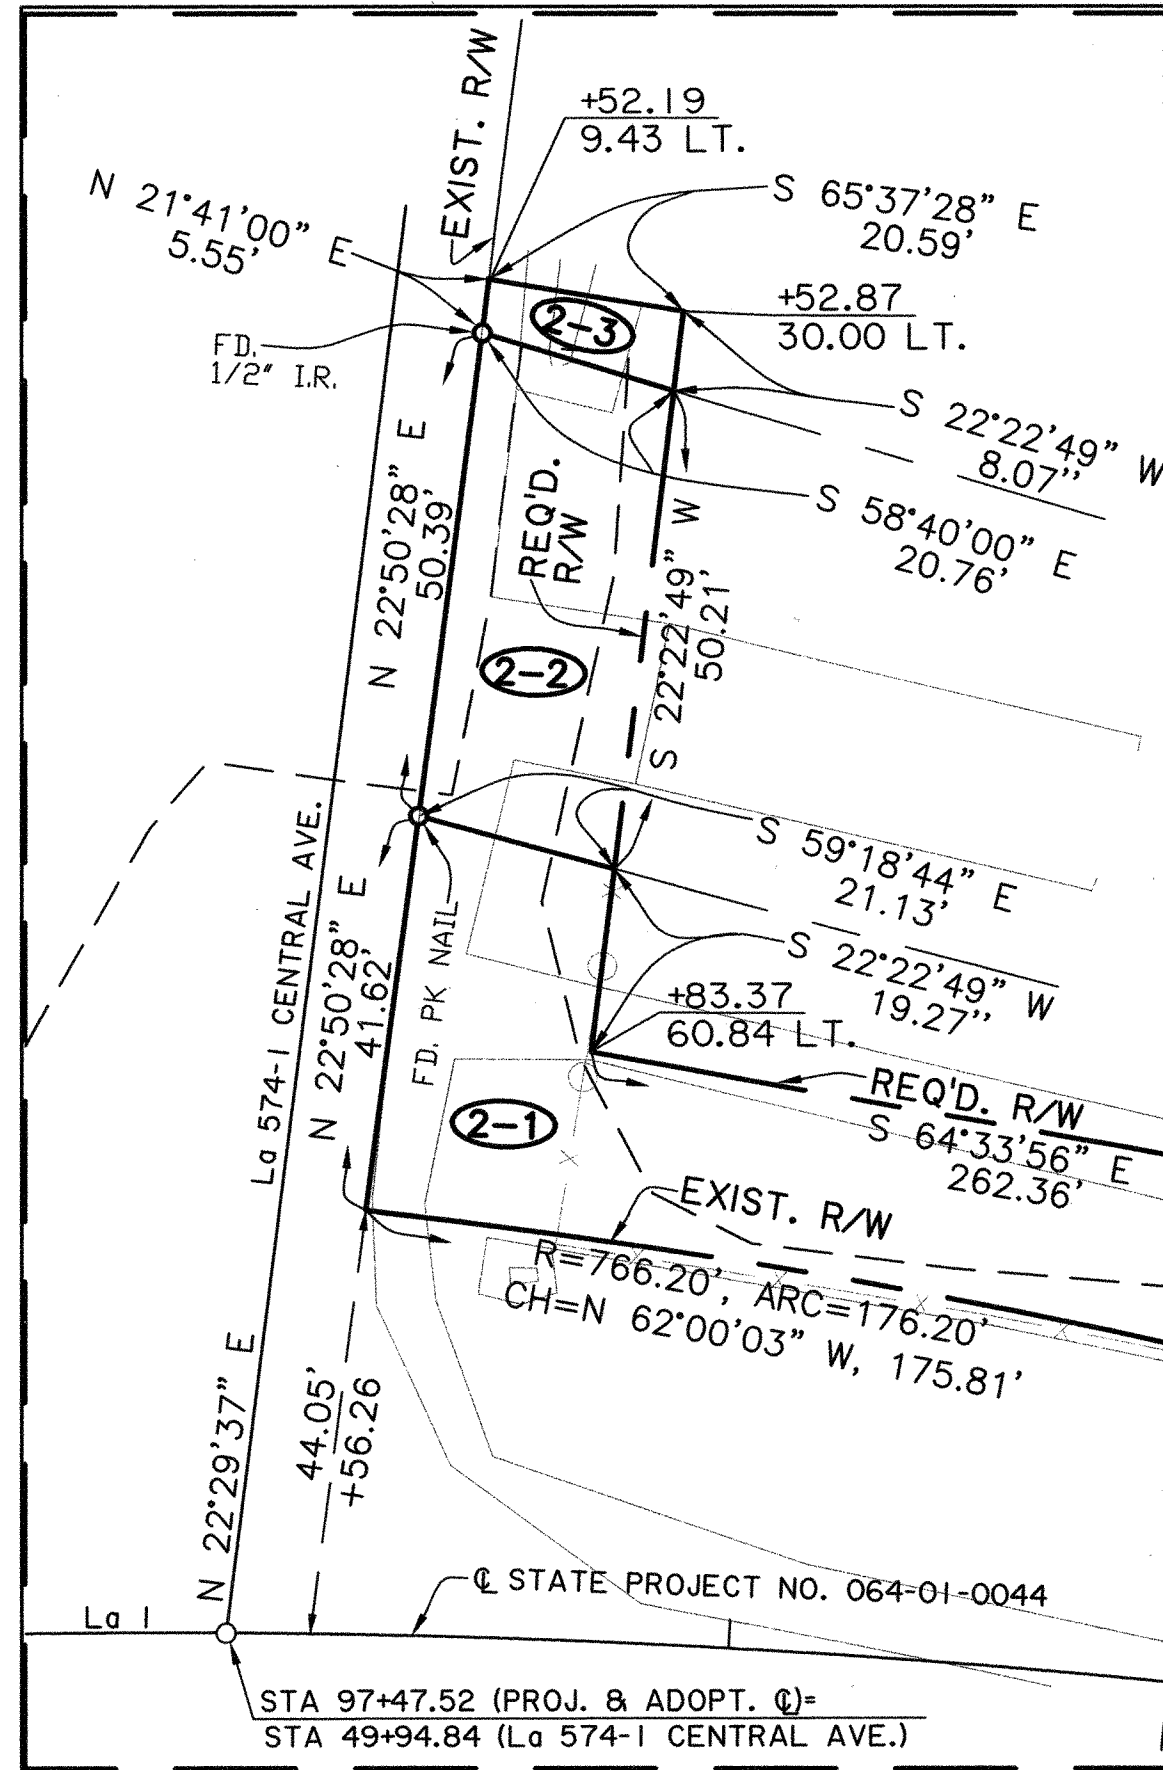 EXIST. R/W
+52.19
9.43 LT.
N 21°41'00" E
5.55'
S 65°37'28" E
20.59'
+52.87
30.00 LT.
2-3
FD.
1/2" I.R.
S 22°22'49" W
8.07''
S 58°40'00" E
20.76'
N 22°50'28" E
50.39'
REQ'D.
R/W
S 22°22'49" W
50.21'
2-2
La 574-1 CENTRAL AVE.
S 59°18'44" E
21.13'
S 22°22'49" W
19.27''
N 22°50'28" E
41.62'
FD. PK NAIL
+83.37
60.84 LT.
REQ'D. R/W
S 64°33'56" E
262.36'
2-1
EXIST. R/W
R=766.20', ARC=176.20'
CH=N 62°00'03" W, 175.81'
N 22°29'37" E
44.05'
+56.26
℄ STATE PROJECT NO. 064-01-0044
La 1
STA 97+47.52 (PROJ. & ADOPT. ℄)=
STA 49+94.84 (La 574-1 CENTRAL AVE.)